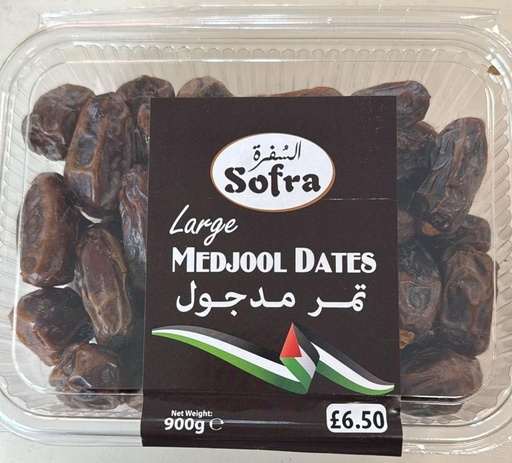 السُفرة
Sofra
Large
MEDJOOL DATES
تمر مدجول
Net Weight:
900g ℮
£6.50